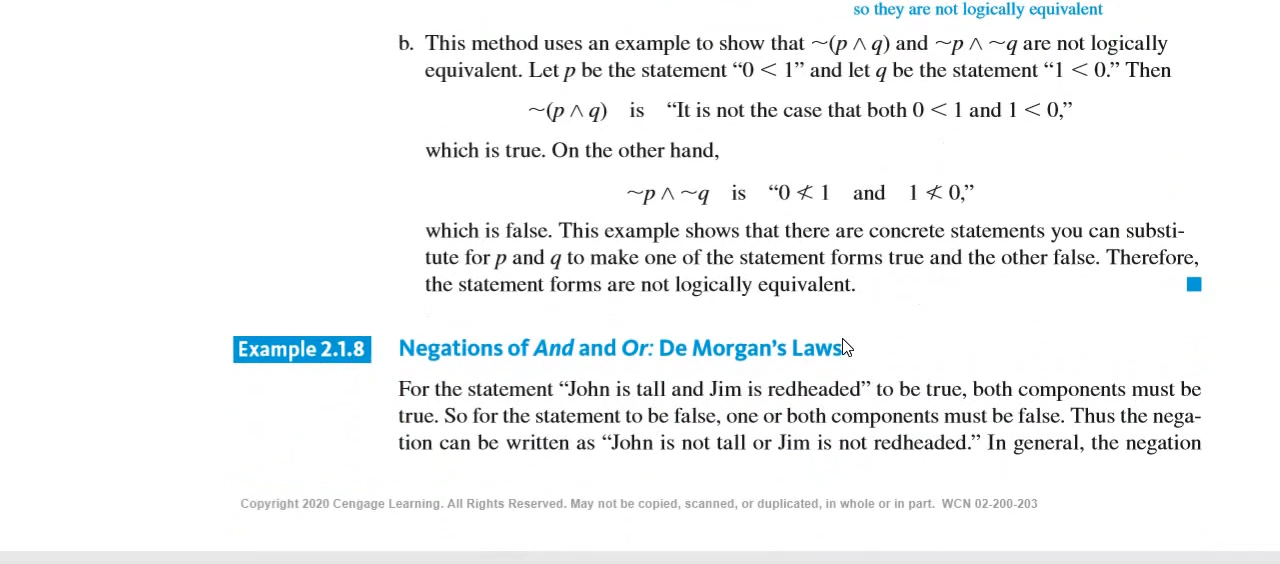 so they are not logically equivalent
b. This method uses an example to show that ~(p ∧ q) and ~p ∧ ~q are not logically
equivalent. Let p be the statement “0 < 1” and let q be the statement “1 < 0.” Then
~(p ∧ q) is “It is not the case that both 0 < 1 and 1 < 0,”
which is true. On the other hand,
~p ∧ ~q is “0 ≮ 1 and 1 ≮ 0,”
which is false. This example shows that there are concrete statements you can substi-
tute for p and q to make one of the statement forms true and the other false. Therefore,
the statement forms are not logically equivalent.
Example 2.1.8 Negations of And and Or: De Morgan’s Laws
For the statement “John is tall and Jim is redheaded” to be true, both components must be
true. So for the statement to be false, one or both components must be false. Thus the nega-
tion can be written as “John is not tall or Jim is not redheaded.” In general, the negation
Copyright 2020 Cengage Learning. All Rights Reserved. May not be copied, scanned, or duplicated, in whole or in part. WCN 02-200-203